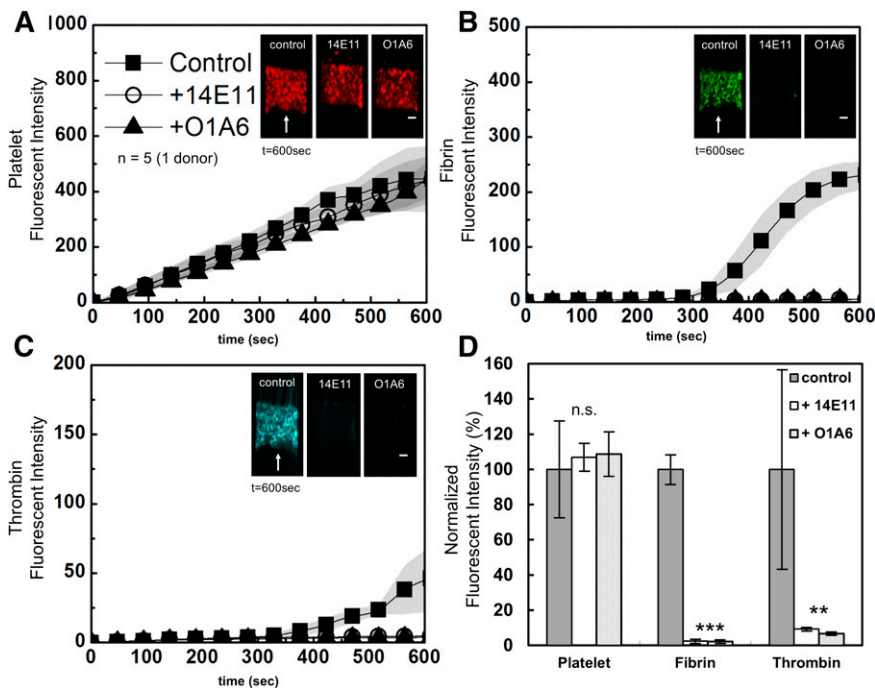 A
1000
800
600
400
200
0
Platelet
Fluorescent Intensity
Control
+14E11
+O1A6
n = 5 (1 donor)
control
14E11
O1A6
t=600sec
0 100 200 300 400 500 600
time (sec)
B
500
400
300
200
100
0
Fibrin
Fluorescent Intensity
control
14E11
O1A6
t=600sec
0 100 200 300 400 500 600
time (sec)
C
200
150
100
50
0
Thrombin
Fluorescent Intensity
control
14E11
O1A6
t=600sec
0 100 200 300 400 500 600
time (sec)
D
160
140
120
100
80
60
40
20
0
Normalized
Fluorescent Intensity (%)
n.s.
***
**
control
+ 14E11
+ O1A6
Platelet Fibrin Thrombin